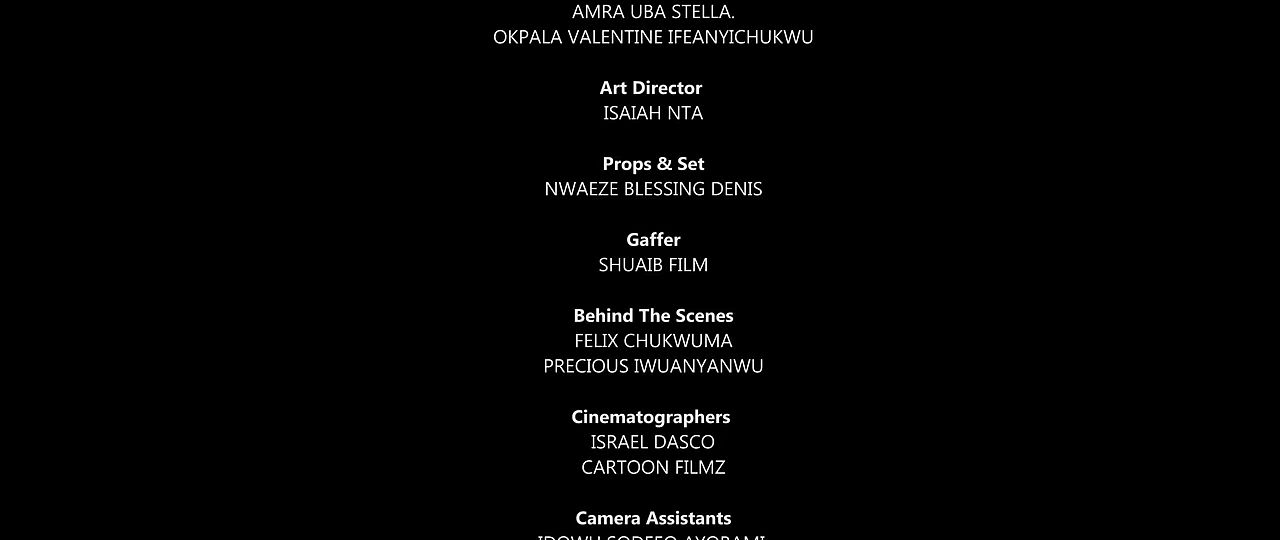 AMRA UBA STELLA.
OKPALA VALENTINE IFEANYICHUKWU
Art Director
ISAIAH NTA
Props & Set
NWAEZE BLESSING DENIS
Gaffer
SHUAIB FILM
Behind The Scenes
FELIX CHUKWUMA
PRECIOUS IWUANYANWU
Cinematographers
ISRAEL DASCO
CARTOON FILMZ
Camera Assistants